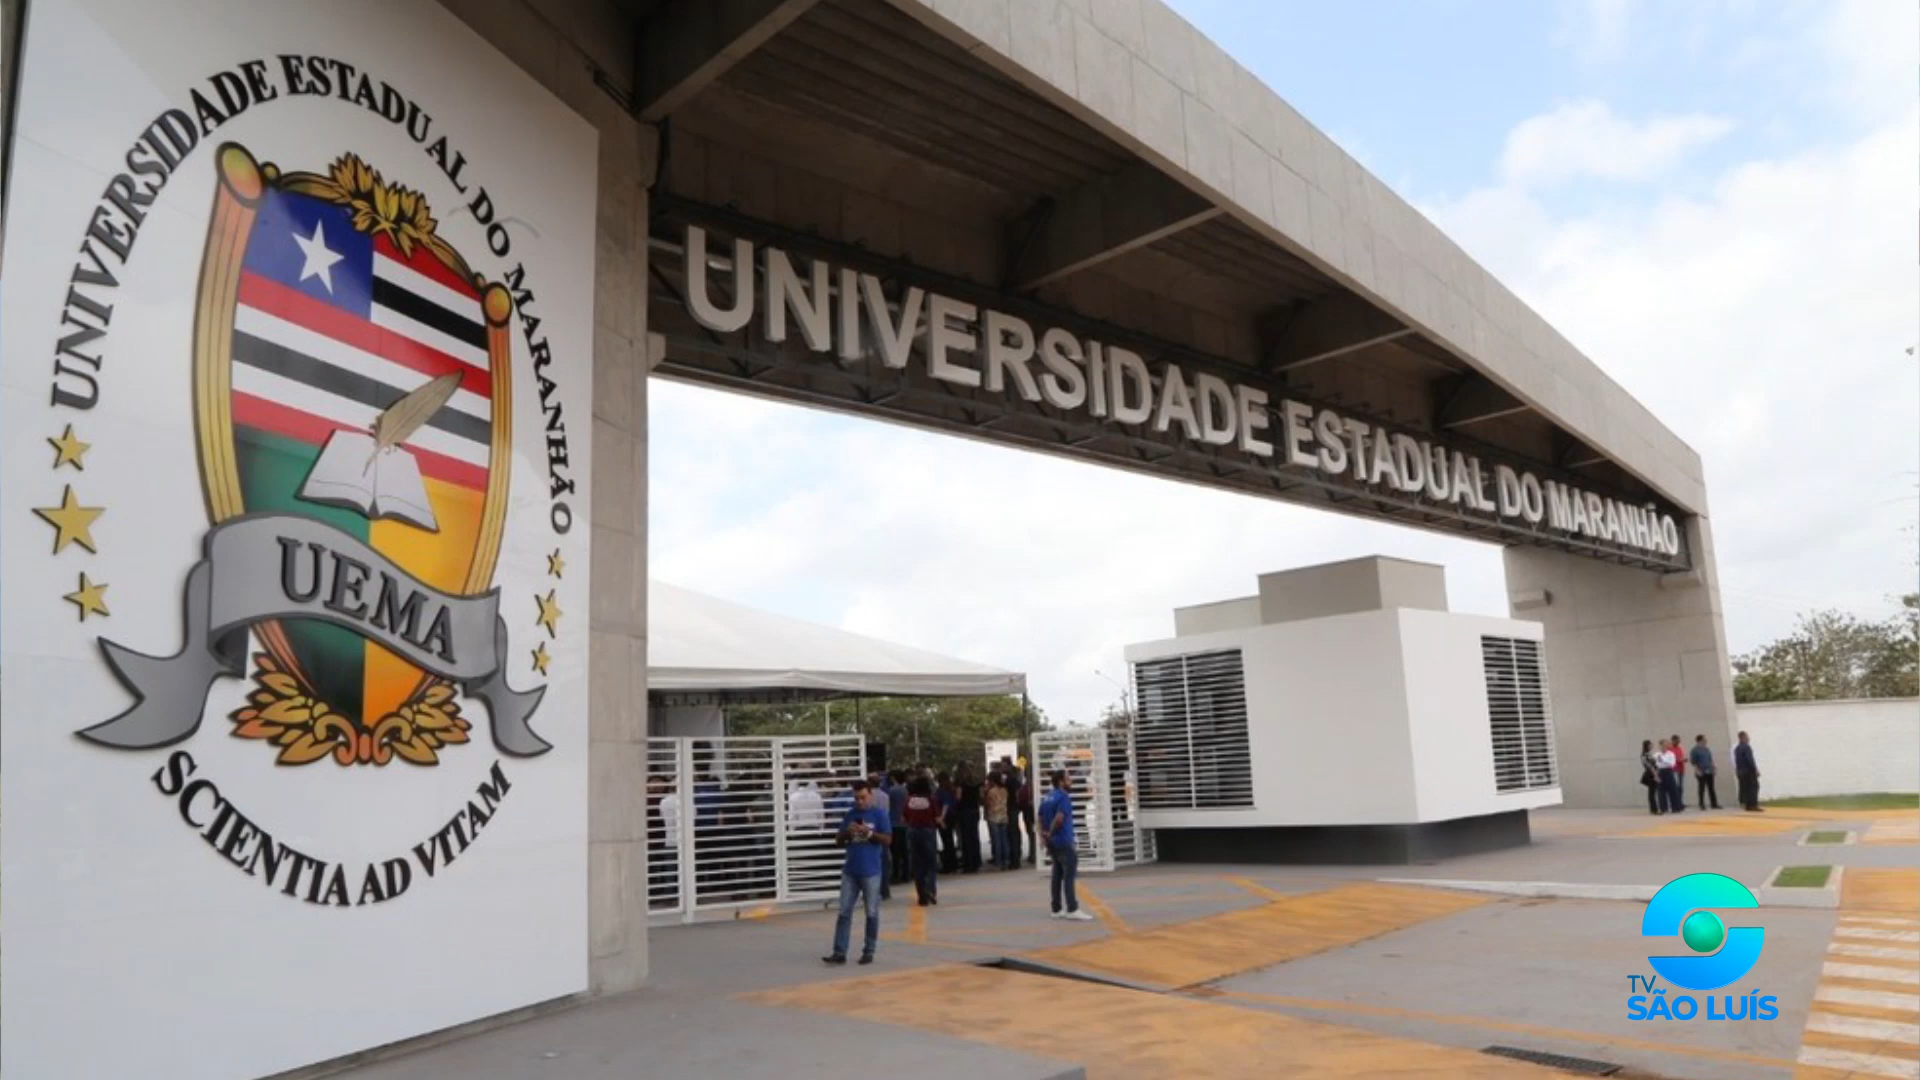 UNIVERSIDADE ESTADUAL DO MARANHÃO
UEMA
SCIENTIA AD VITAM
UNIVERSIDADE ESTADUAL DO MARANHÃO
TV
SÃO LUÍS